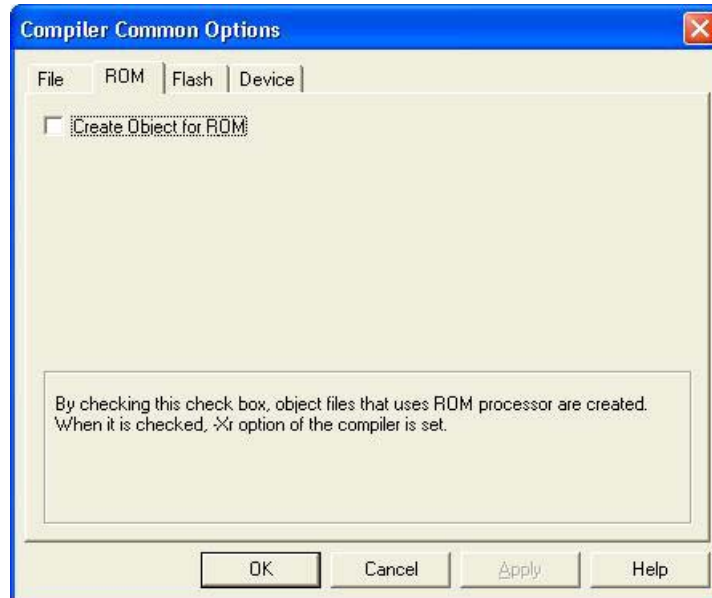 Compiler Common Options
File ROM Flash Device
Create Object for ROM
By checking this check box, object files that uses ROM processor are created.
When it is checked, -Xr option of the compiler is set.
OK Cancel Apply Help